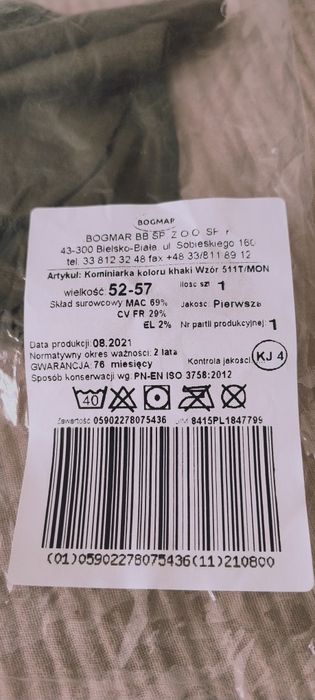 BOGMAR
BOGMAR BB SP. Z O.O. SP.
43-300 Bielsko-Biała, ul. Sobieskiego 180
tel. 33 812 32 48 fax +48 33/811 89 12
Artykuł: Kominiarka koloru khaki Wzór 511T/MON
wielkość: 52-57 Ilość szt 1
Skład surowcowy MAC 69% Jakość Pierwsza
CV FR 29%
EL 2% Nr partii produkcyjnej: 1
Data produkcji: 08.2021
Normatywny okres ważności: 2 lata
GWARANCJA: 76 miesięcy Kontrola jakości KJ 4
Sposób konserwacji wg. PN-EN ISO 3758:2012
40
Zawartość 05902278075436 JIM 8415PL1847799
(01)05902278075436(11)210800